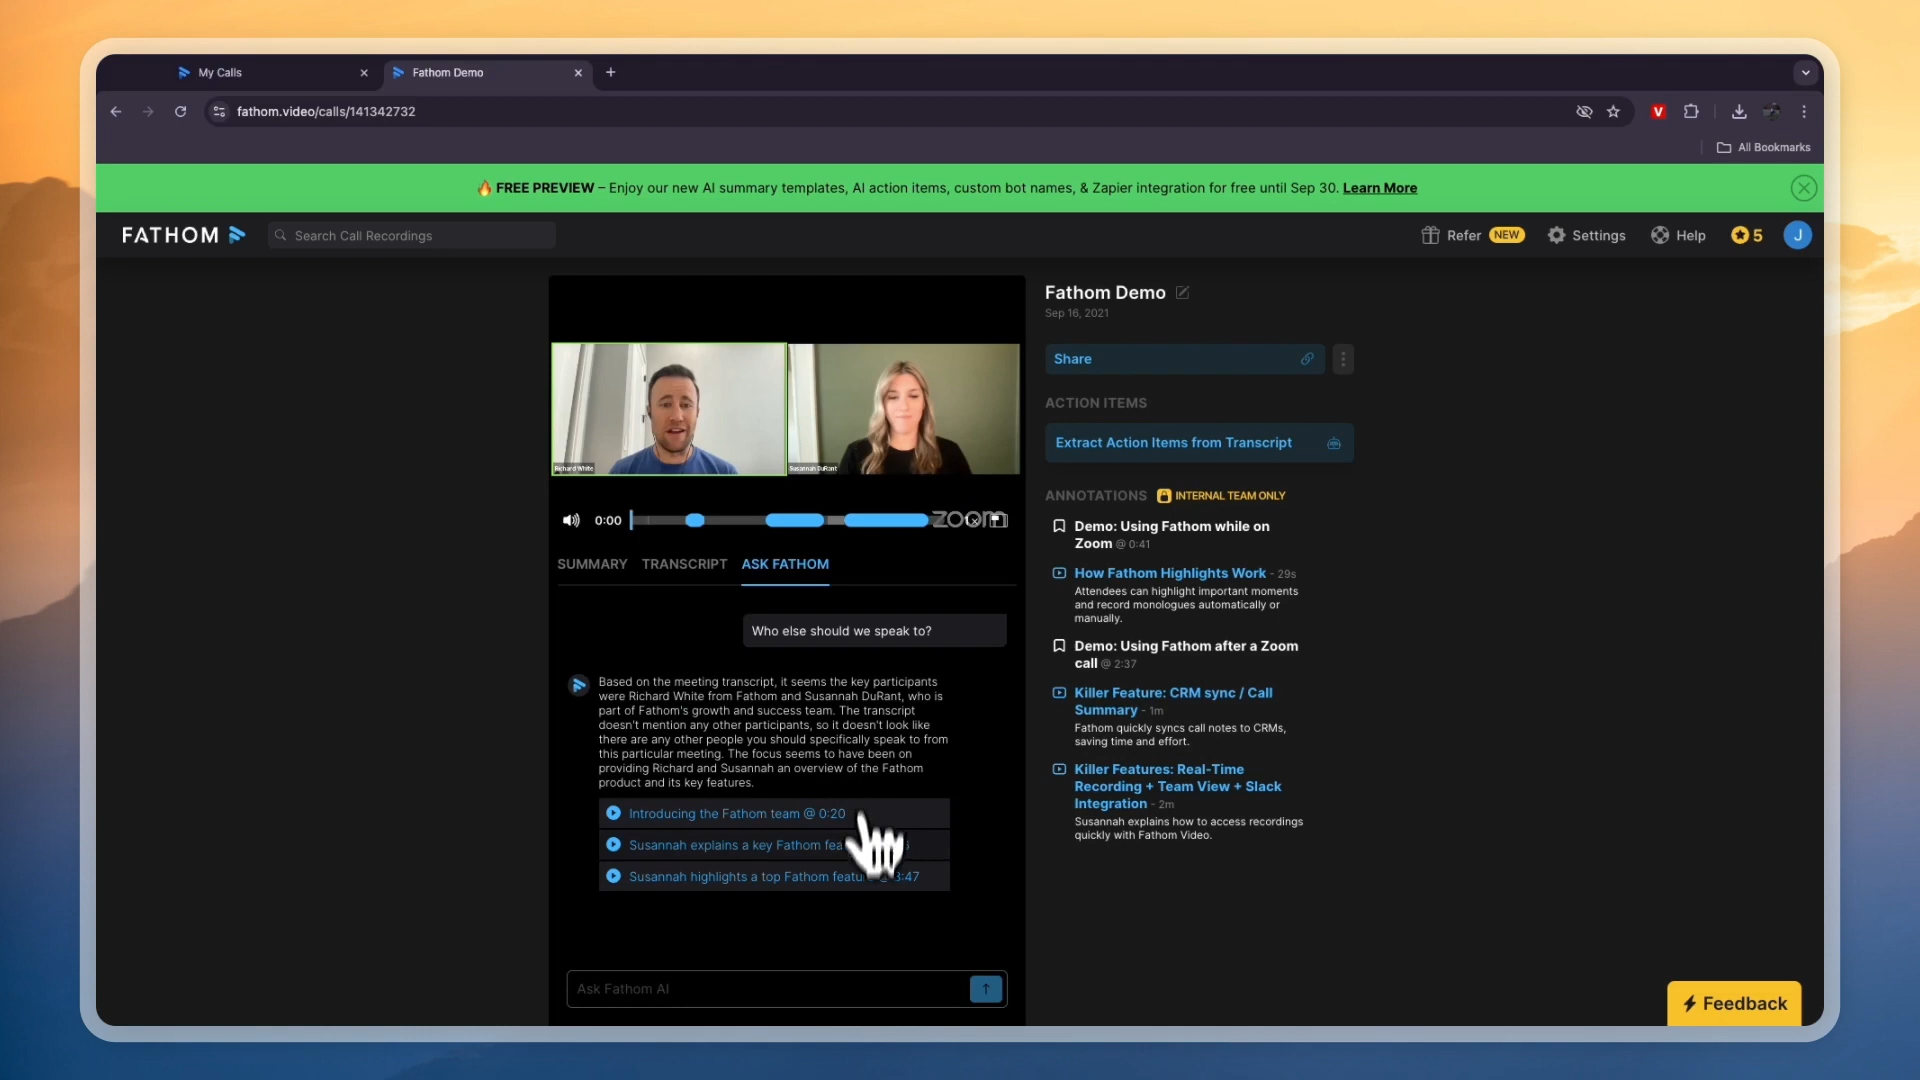 My Calls
Fathom Demo
fathom.video/calls/141342732
All Bookmarks
🔥 FREE PREVIEW – Enjoy our new AI summary templates, AI action items, custom bot names, & Zapier integration for free until Sep 30. Learn More
FATHOM
Search Call Recordings
Refer NEW
Settings
Help
5
J
Richard White
Susannah DuRant
0:00
zoom
SUMMARY
TRANSCRIPT
ASK FATHOM
Who else should we speak to?
Based on the meeting transcript, it seems the key participants
were Richard White from Fathom and Susannah DuRant, who is
part of Fathom's growth and success team. The transcript
doesn't mention any other participants, so it doesn't look like
there are any other people you should specifically speak to from
this particular meeting. The focus seems to have been on
providing Richard and Susannah an overview of the Fathom
product and its key features.
Introducing the Fathom team @ 0:20
Susannah explains a key Fathom
Susannah highlights a top Fathom :47
Ask Fathom AI
Fathom Demo
Sep 16, 2021
Share
ACTION ITEMS
Extract Action Items from Transcript
ANNOTATIONS INTERNAL TEAM ONLY
Demo: Using Fathom while on
Zoom @ 0:41
How Fathom Highlights Work - 29s
Attendees can highlight important moments
and record monologues automatically or
manually.
Demo: Using Fathom after a Zoom
call @ 2:37
Killer Feature: CRM sync / Call
Summary - 1m
Fathom quickly syncs call notes to CRMs,
saving time and effort.
Killer Features: Real-Time
Recording + Team View + Slack
Integration - 2m
Susannah explains how to access recordings
quickly with Fathom Video.
Feedback